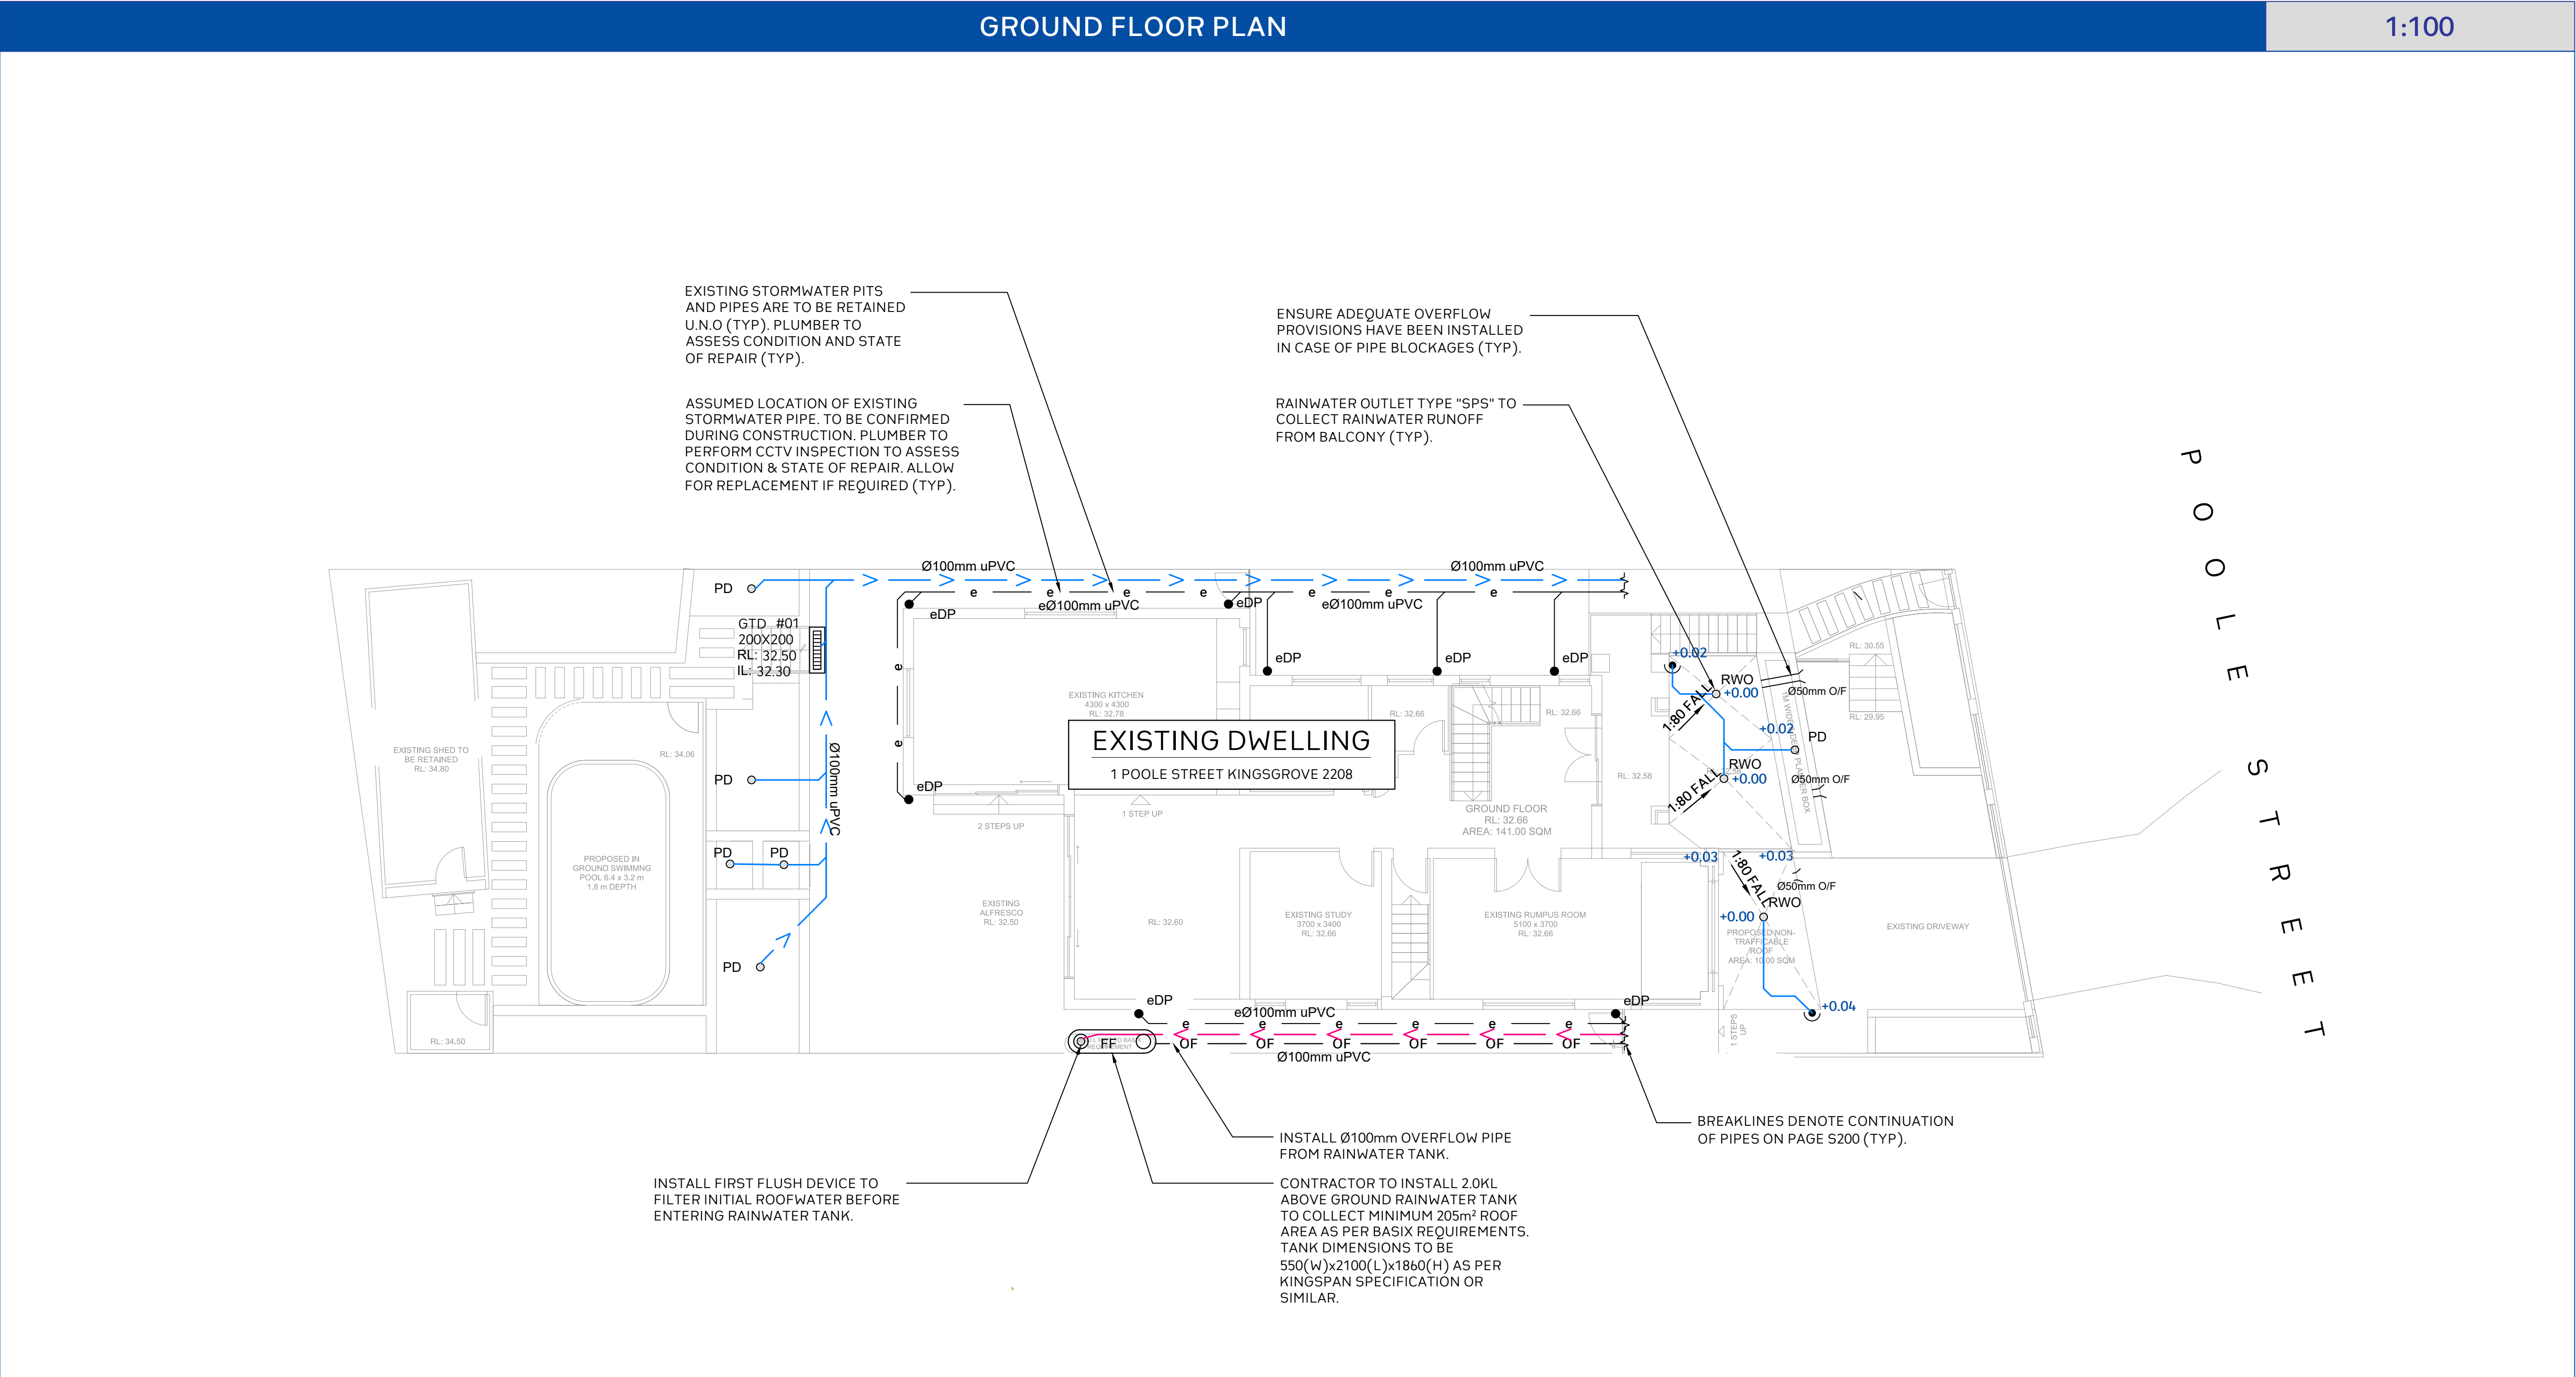 GROUND FLOOR PLAN
1:100
EXISTING STORMWATER PITS
AND PIPES ARE TO BE RETAINED
U.N.O (TYP). PLUMBER TO
ASSESS CONDITION AND STATE
OF REPAIR (TYP).
ENSURE ADEQUATE OVERFLOW
PROVISIONS HAVE BEEN INSTALLED
IN CASE OF PIPE BLOCKAGES (TYP).
ASSUMED LOCATION OF EXISTING
STORMWATER PIPE. TO BE CONFIRMED
DURING CONSTRUCTION. PLUMBER TO
PERFORM CCTV INSPECTION TO ASSESS
CONDITION & STATE OF REPAIR. ALLOW
FOR REPLACEMENT IF REQUIRED (TYP).
RAINWATER OUTLET TYPE "SPS" TO
COLLECT RAINWATER RUNOFF
FROM BALCONY (TYP).
POOLE STREET
Ø100mm uPVC
Ø100mm uPVC
PD
e e e e e e e
eØ100mm uPVC
eØ100mm uPVC
eDP
eDP
GTD #01
200X200
RL: 32.50
IL: 32.30
e
e
eDP
eDP
eDP
eDP
+0.02
RWO
+0.00
1:80 FALL
Ø50mm O/F
RL: 30.55
RL: 29.95
EXISTING KITCHEN
4300 x 4300
RL: 32.78
RL: 32.66
RL: 32.66
EXISTING DWELLING
1 POOLE STREET KINGSGROVE 2208
+0.02
PD
RWO
+0.00
1:80 FALL
Ø50mm O/F
RL: 32.58
EXISTING SHED TO
BE RETAINED
RL: 34.80
RL: 34.06
PD
Ø100mm uPVC
2 STEPS UP
1 STEP UP
GROUND FLOOR
RL: 32.66
AREA: 141.00 SQM
PD
PD
PROPOSED IN
GROUND SWIMMNG
POOL 6.4 x 3.2 m
1.8 m DEPTH
+0.03
+0.03
1:80 FALL
Ø50mm O/F
RWO
+0.00
EXISTING
ALFRESCO
RL: 32.50
RL: 32.60
EXISTING STUDY
3700 x 3400
RL: 32.66
EXISTING RUMPUS ROOM
5100 x 3700
RL: 32.66
PROPOSED NON-
TRAFFICABLE
ROOF
AREA: 10.00 SQM
EXISTING DRIVEWAY
PD
eDP
eDP
+0.04
eØ100mm uPVC
e e e e e e
FF
OF OF OF OF OF OF
Ø100mm uPVC
1 STEPS
UP
RL: 34.50
BREAKLINES DENOTE CONTINUATION
OF PIPES ON PAGE S200 (TYP).
INSTALL Ø100mm OVERFLOW PIPE
FROM RAINWATER TANK.
INSTALL FIRST FLUSH DEVICE TO
FILTER INITIAL ROOFWATER BEFORE
ENTERING RAINWATER TANK.
CONTRACTOR TO INSTALL 2.0KL
ABOVE GROUND RAINWATER TANK
TO COLLECT MINIMUM 205m² ROOF
AREA AS PER BASIX REQUIREMENTS.
TANK DIMENSIONS TO BE
550(W)x2100(L)x1860(H) AS PER
KINGSPAN SPECIFICATION OR
SIMILAR.